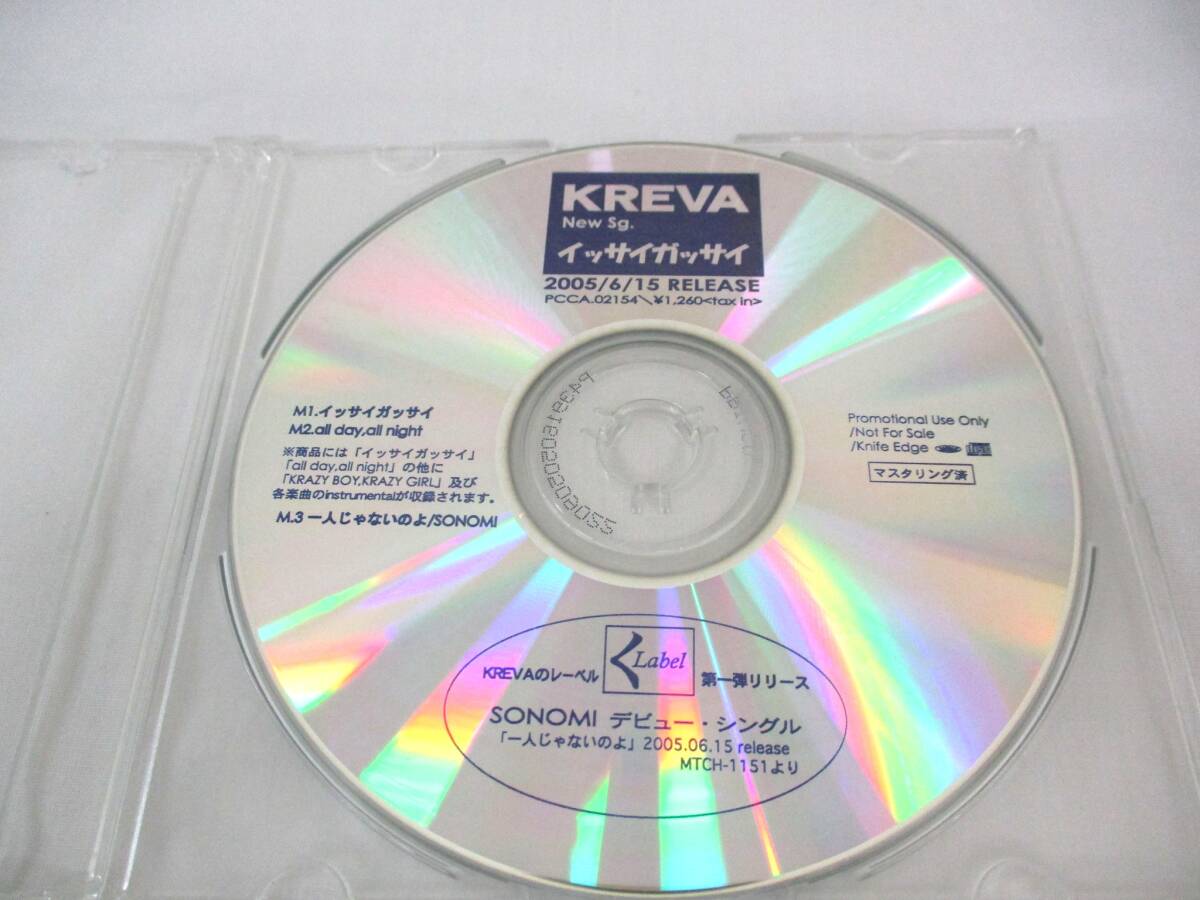 KREVA
New Sg.
イッサイガッサイ
2005/6/15 RELEASE
PCCA.02154\¥1,260<tax in>
M1.イッサイガッサイ
M2.all day,all night
※商品には「イッサイガッサイ」
「all day,all night」の他に
「KRAZY BOY,KRAZY GIRL」及び
各楽曲のinstrumentalが収録されます。
M.3 一人じゃないのよ/SONOMI
Promotional Use Only
/Not For Sale
/Knife Edge
マスタリング済
KREVAのレーベル くLabel 第一弾リリース
SONOMI デビュー・シングル
「一人じゃないのよ」2005.06.15 release
MTCH-1151より